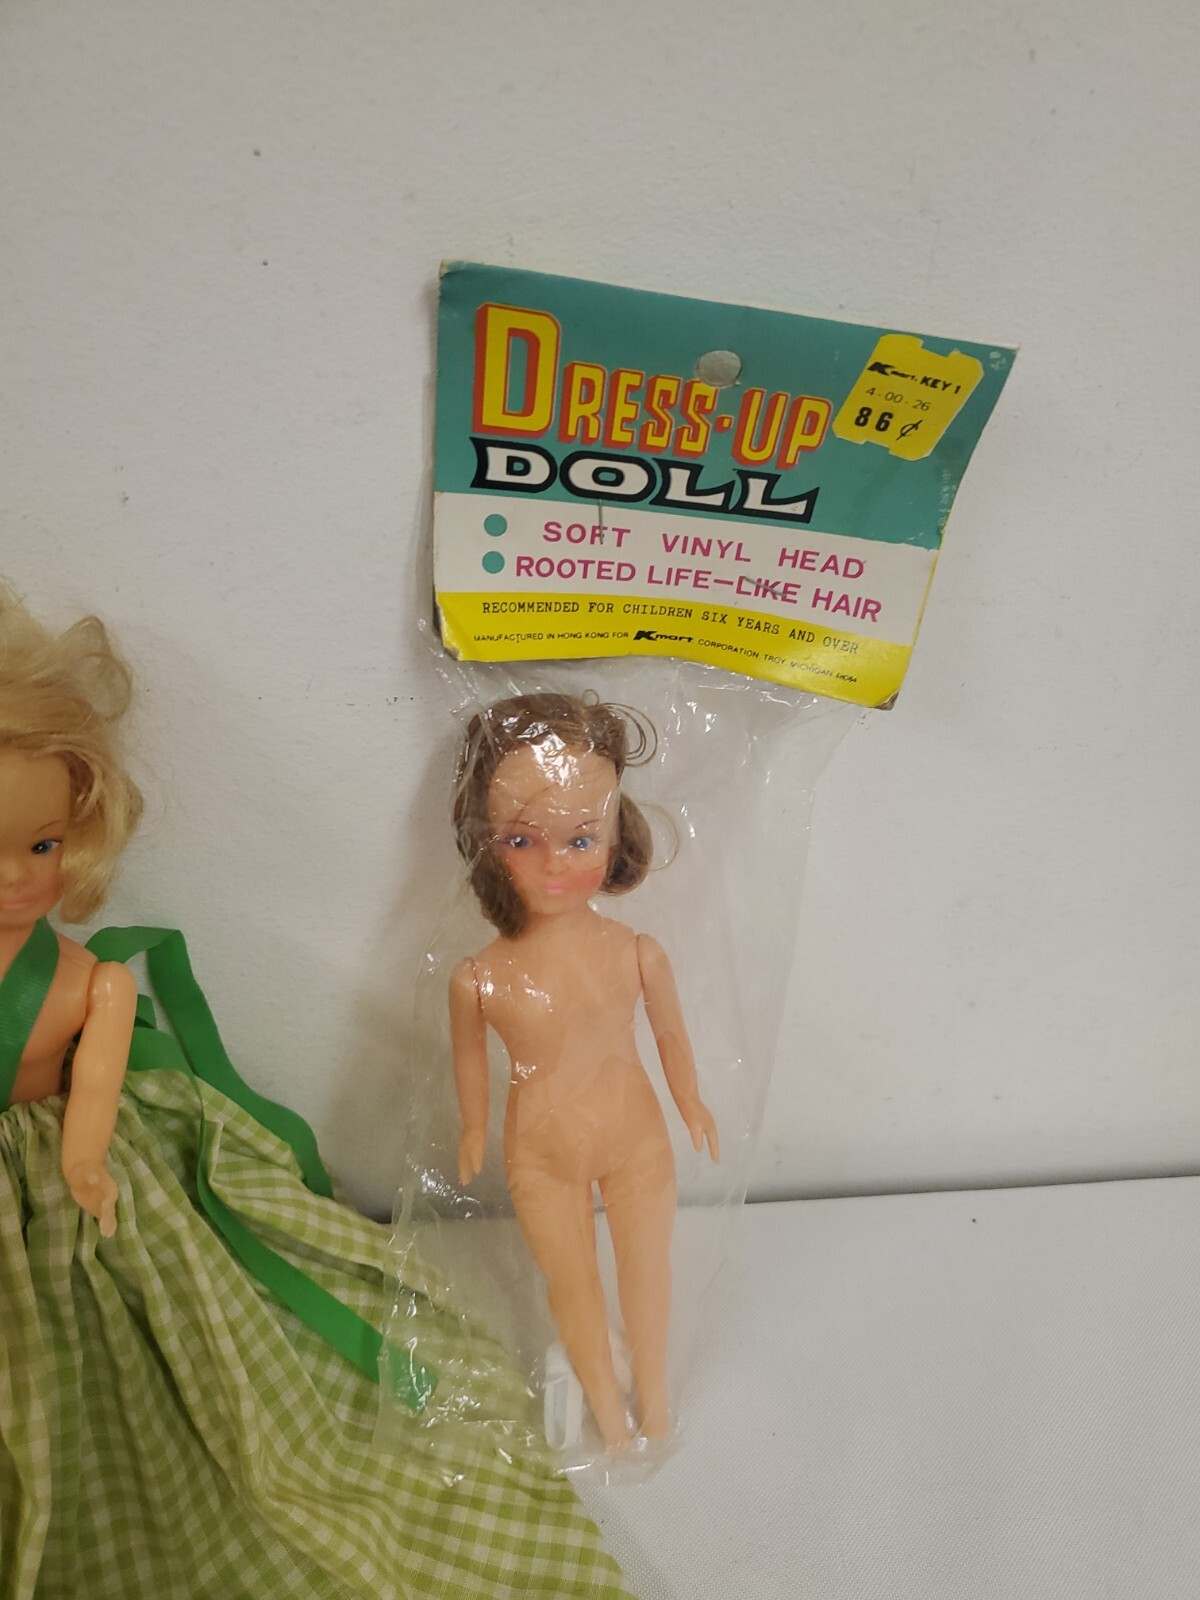 DRESS-UP
DOLL
Kmart. KEY 1
4-00-26
86 ¢
SOFT VINYL HEAD
ROOTED LIFE-LIKE HAIR
RECOMMENDED FOR CHILDREN SIX YEARS AND OVER
MANUFACTURED IN HONG KONG FOR Kmart CORPORATION TROY MICHIGAN 48084